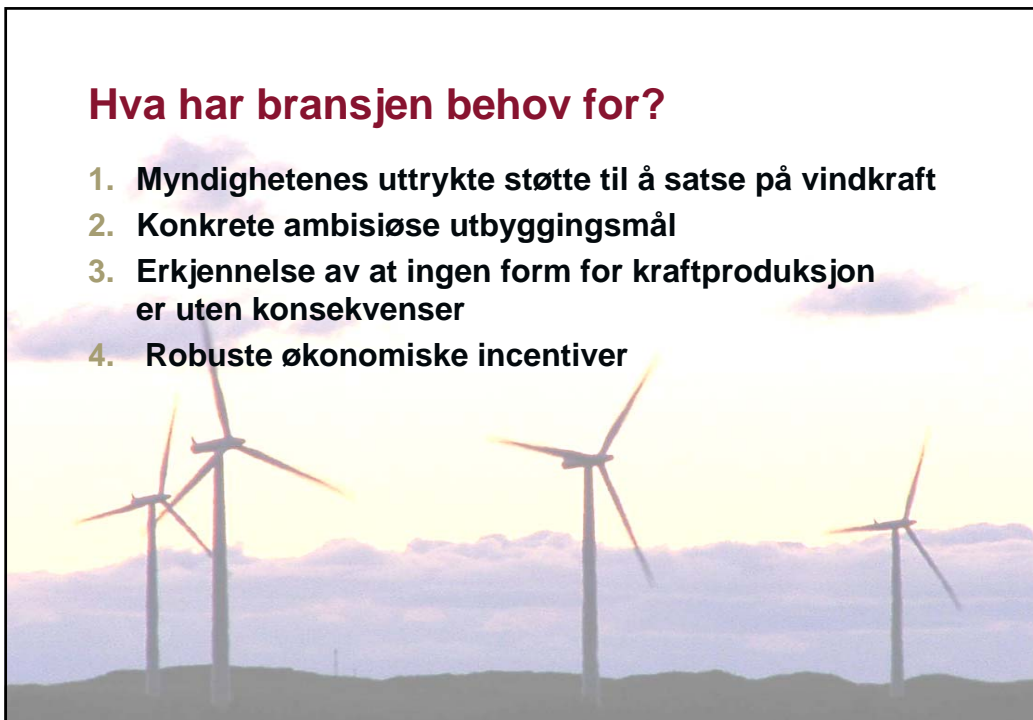 Hva har bransjen behov for?
1. Myndighetenes uttrykte støtte til å satse på vindkraft
2. Konkrete ambisiøse utbyggingsmål
3. Erkjennelse av at ingen form for kraftproduksjon
er uten konsekvenser
4. Robuste økonomiske incentiver